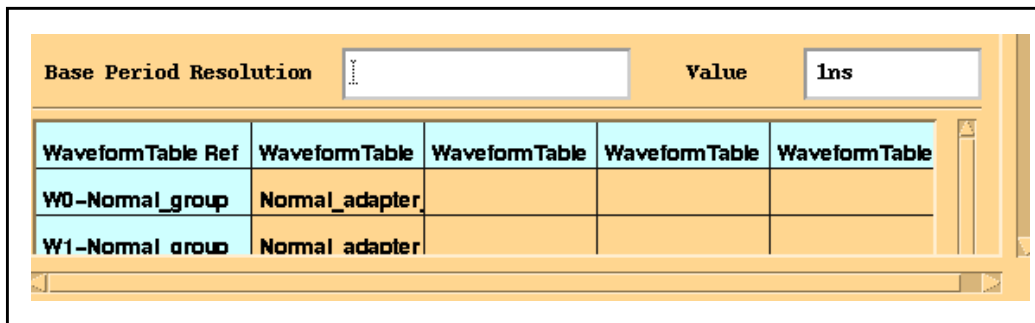 Base Period Resolution Value 1ns
WaveformTable Ref WaveformTable WaveformTable WaveformTable WaveformTable
W0-Normal_group Normal_adapter_
W1-Normal_group Normal_adapter